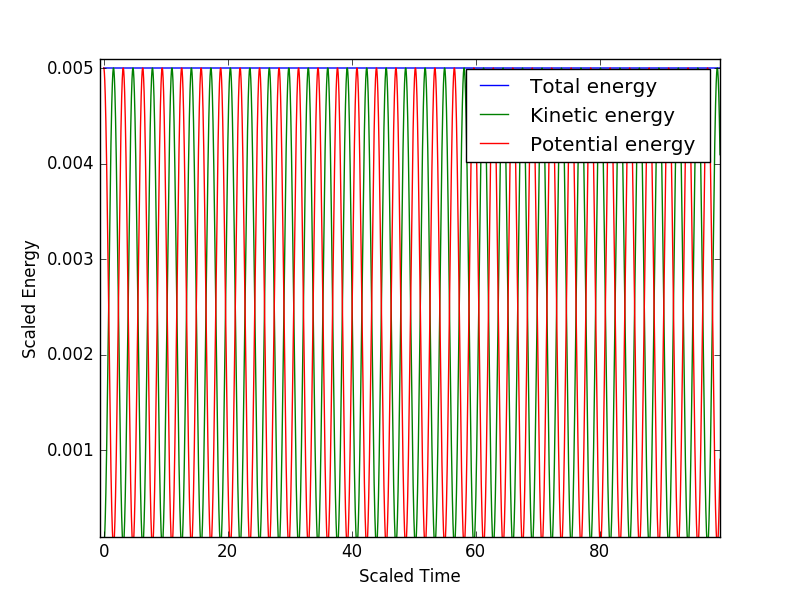 0.005
0.004
0.003
0.002
0.001
Scaled Energy
Total energy
Kinetic energy
Potential energy
0 20 40 60 80
Scaled Time